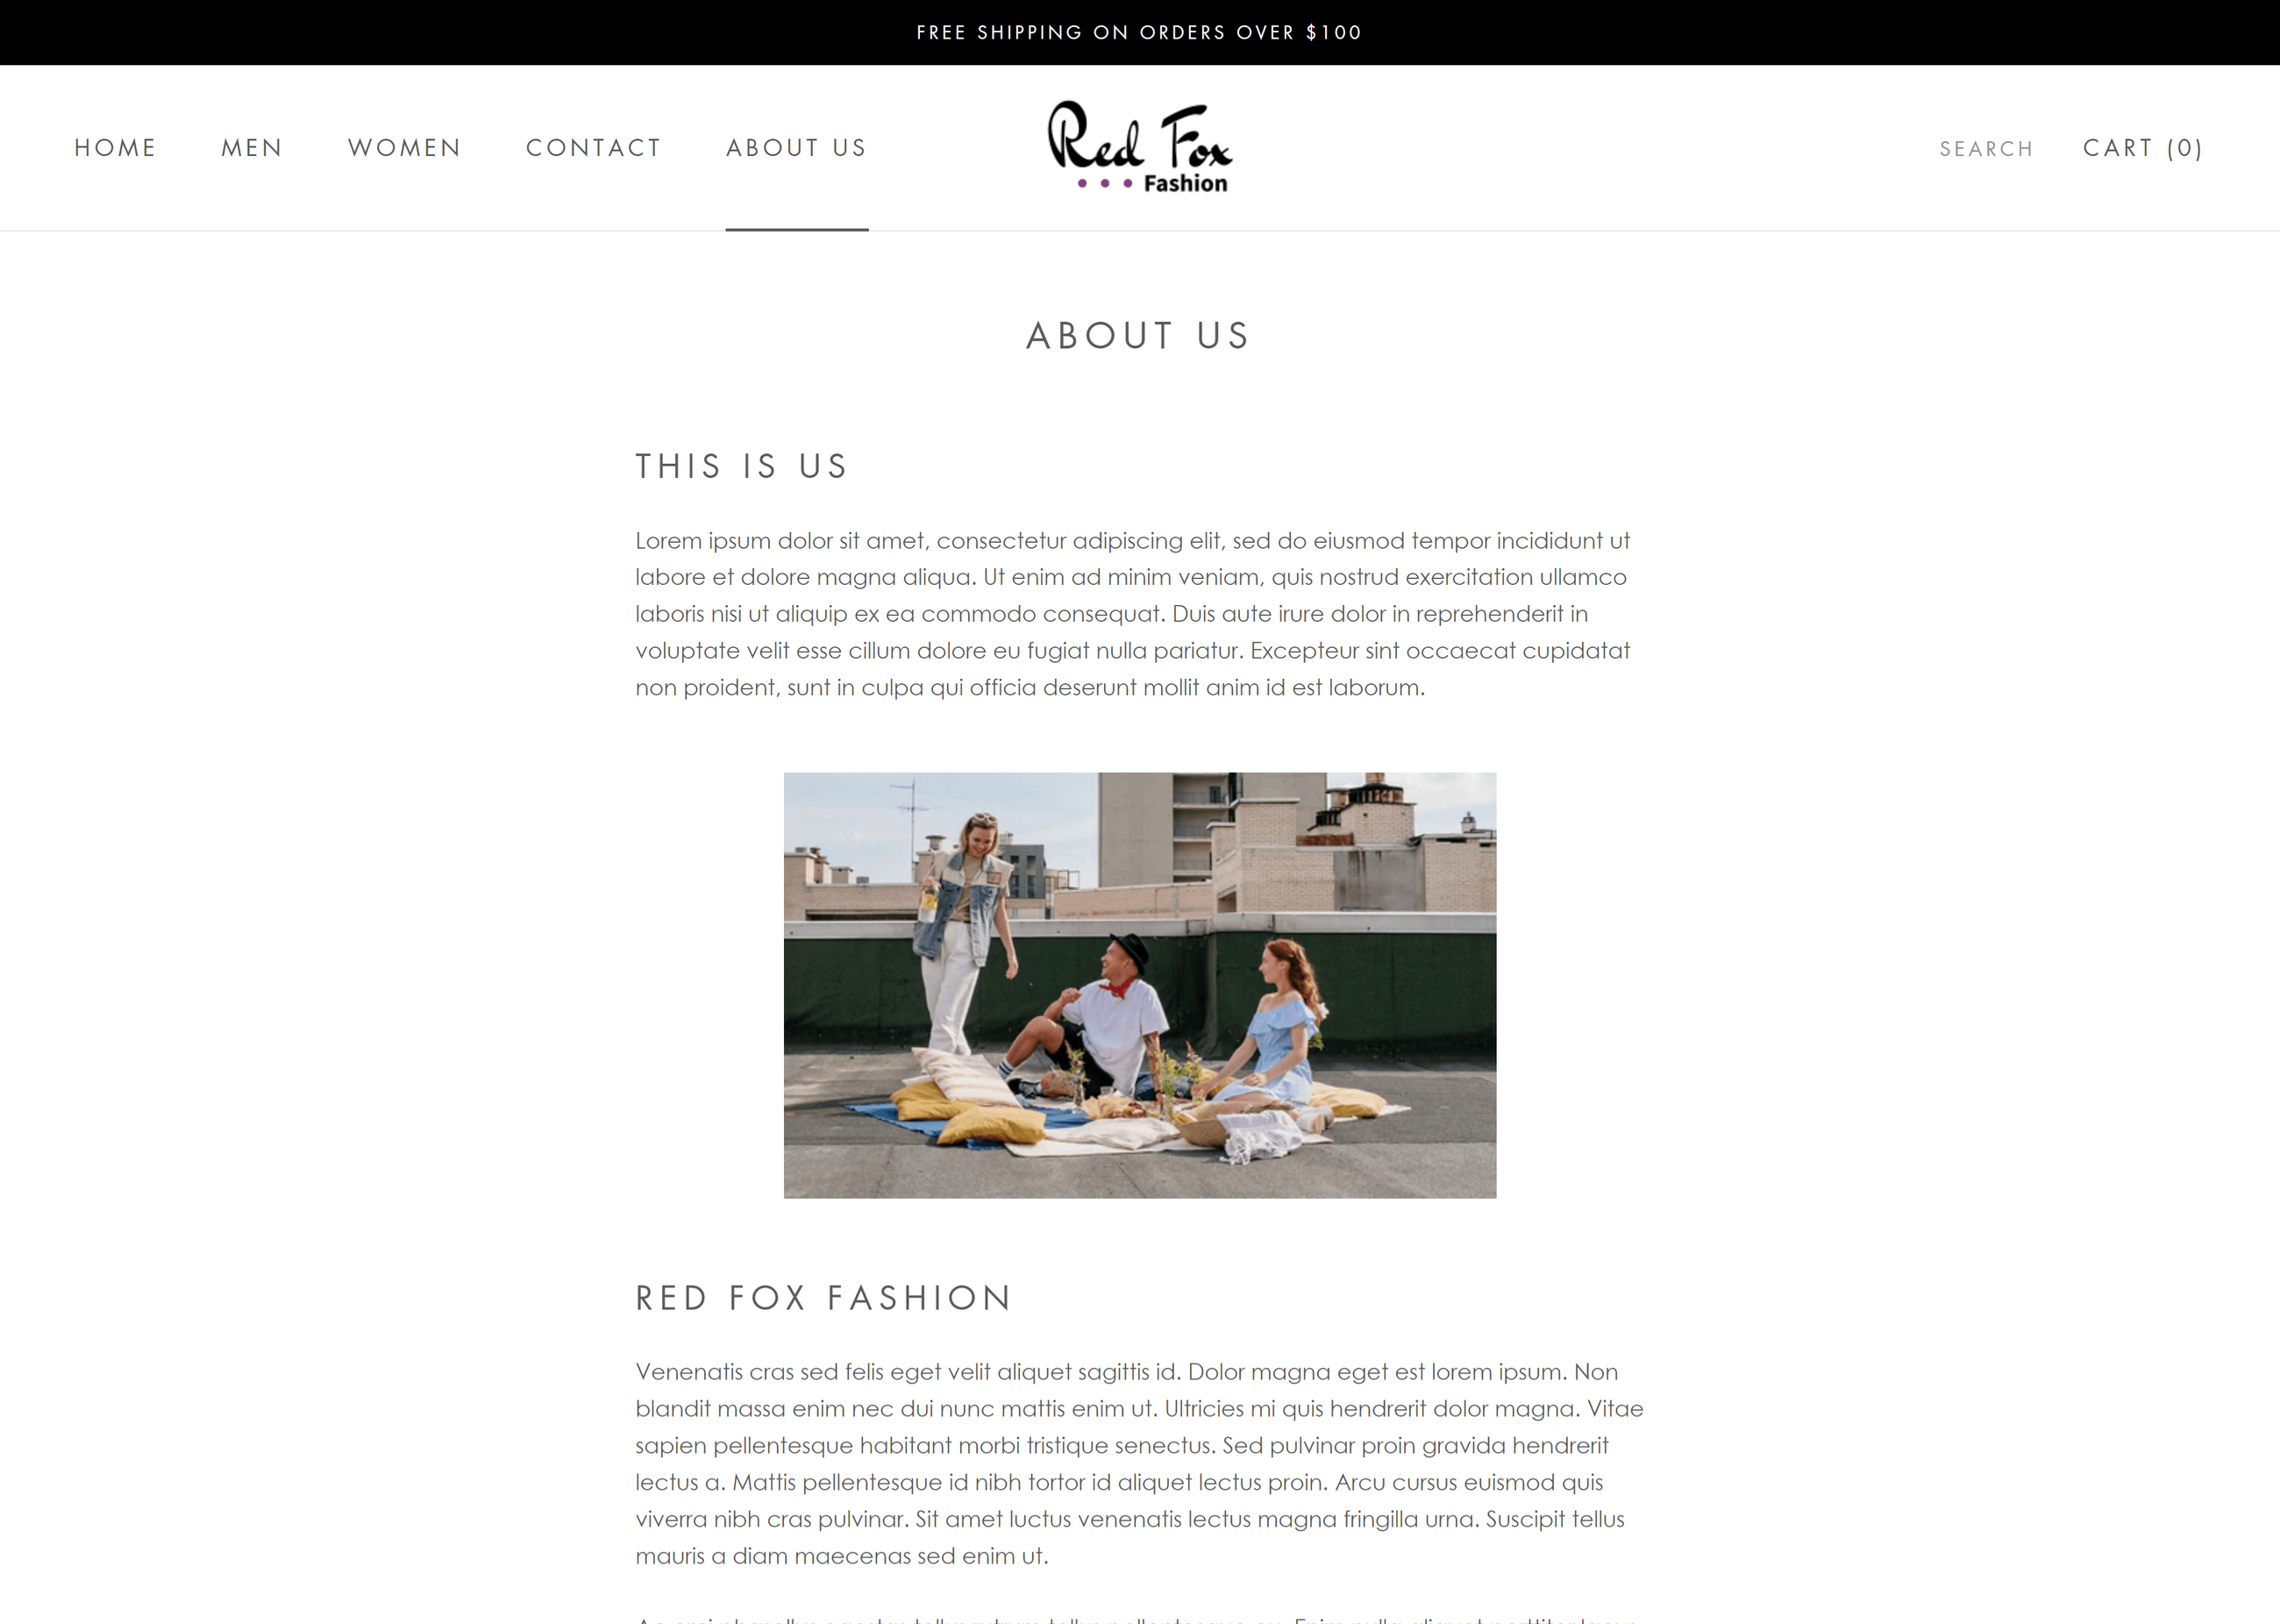 FREE SHIPPING ON ORDERS OVER $100
HOME MEN WOMEN CONTACT ABOUT US
Red Fox
Fashion
SEARCH CART (0)
ABOUT US
THIS IS US
Lorem ipsum dolor sit amet, consectetur adipiscing elit, sed do eiusmod tempor incididunt ut
labore et dolore magna aliqua. Ut enim ad minim veniam, quis nostrud exercitation ullamco
laboris nisi ut aliquip ex ea commodo consequat. Duis aute irure dolor in reprehenderit in
voluptate velit esse cillum dolore eu fugiat nulla pariatur. Excepteur sint occaecat cupidatat
non proident, sunt in culpa qui officia deserunt mollit anim id est laborum.
RED FOX FASHION
Venenatis cras sed felis eget velit aliquet sagittis id. Dolor magna eget est lorem ipsum. Non
blandit massa enim nec dui nunc mattis enim ut. Ultricies mi quis hendrerit dolor magna. Vitae
sapien pellentesque habitant morbi tristique senectus. Sed pulvinar proin gravida hendrerit
lectus a. Mattis pellentesque id nibh tortor id aliquet lectus proin. Arcu cursus euismod quis
viverra nibh cras pulvinar. Sit amet luctus venenatis lectus magna fringilla urna. Suscipit tellus
mauris a diam maecenas sed enim ut.